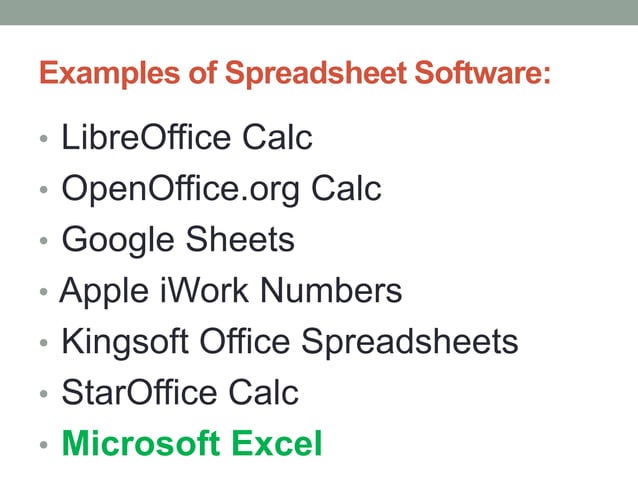 Examples of Spreadsheet Software:
• LibreOffice Calc
• OpenOffice.org Calc
• Google Sheets
• Apple iWork Numbers
• Kingsoft Office Spreadsheets
• StarOffice Calc
• Microsoft Excel